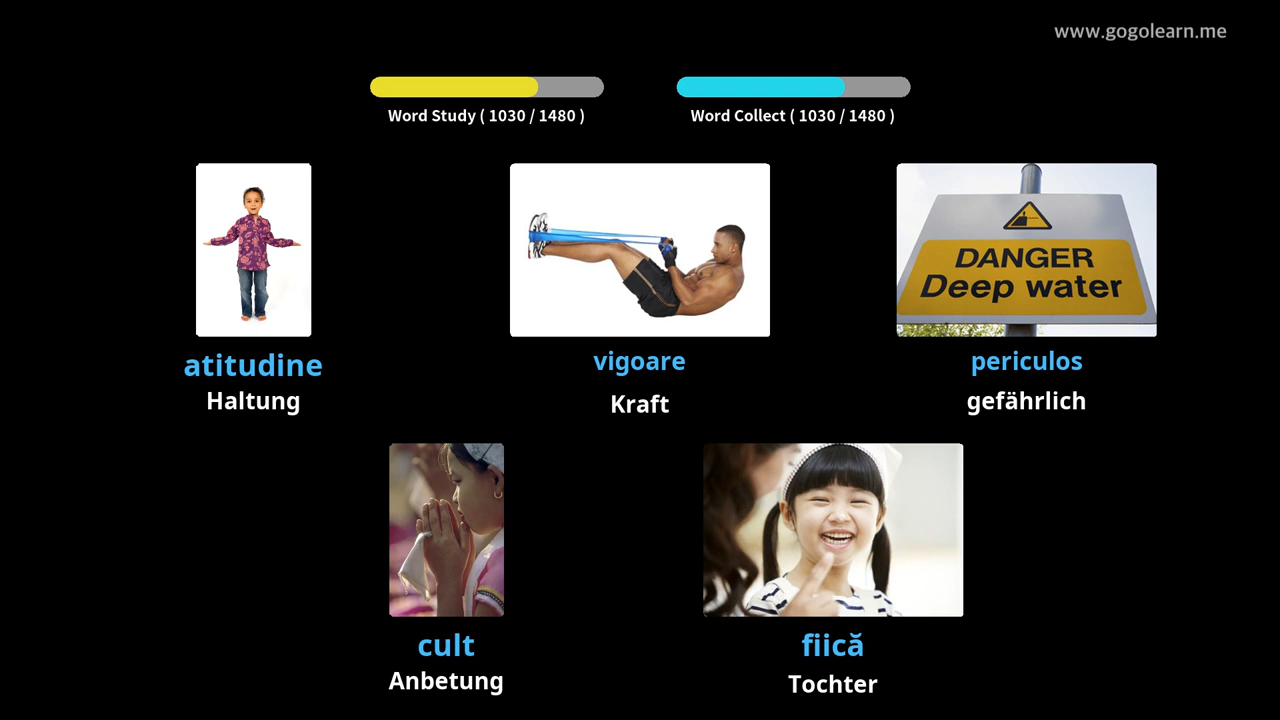 www.gogolearn.me
Word Study ( 1030 / 1480 )
Word Collect ( 1030 / 1480 )
DANGER
Deep water
atitudine
Haltung
vigoare
Kraft
periculos
gefährlich
cult
Anbetung
fiică
Tochter